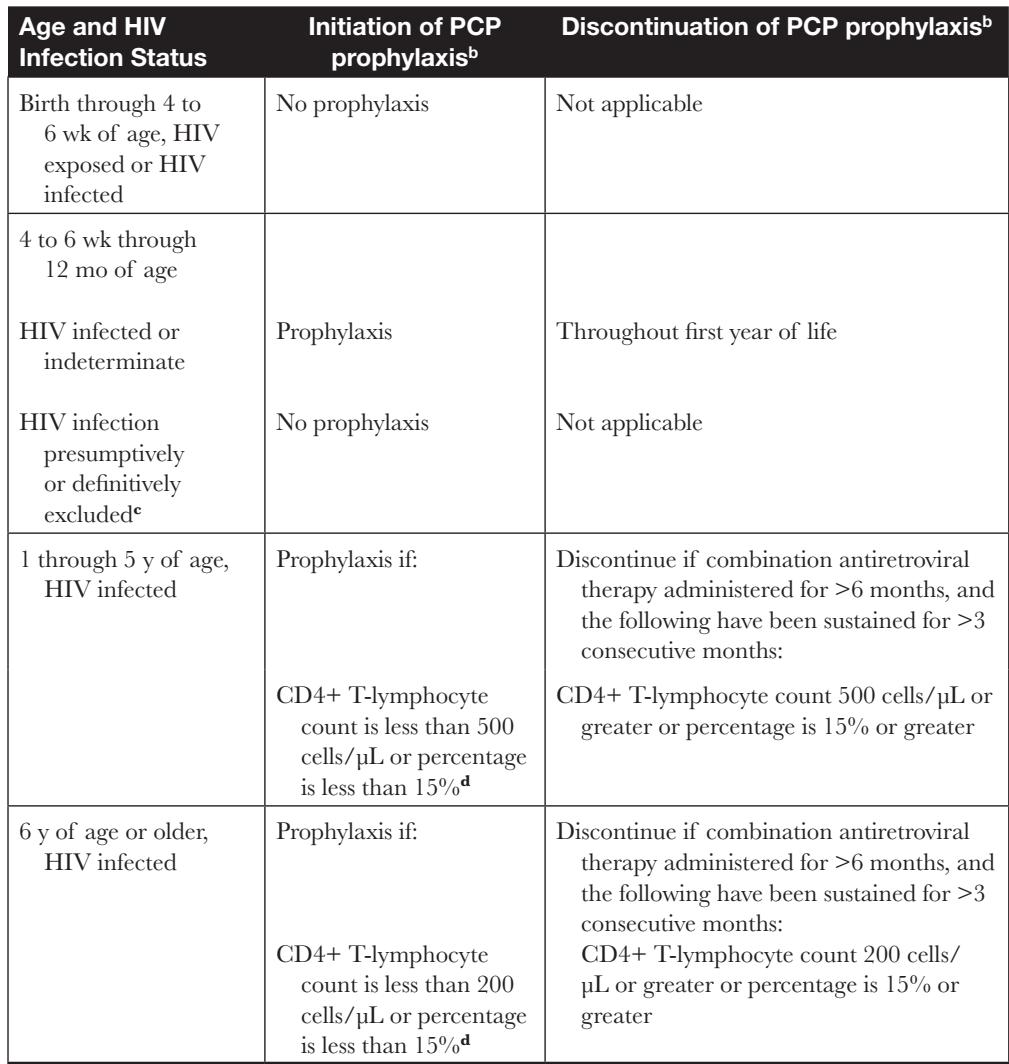 Age and HIV Infection Status
Initiation of PCP prophylaxisᵇ
Discontinuation of PCP prophylaxisᵇ
Birth through 4 to
6 wk of age, HIV
exposed or HIV
infected
No prophylaxis
Not applicable
4 to 6 wk through
12 mo of age
HIV infected or
indeterminate
Prophylaxis
Throughout first year of life
HIV infection
presumptively
or definitively
excludedᶜ
No prophylaxis
Not applicable
1 through 5 y of age,
HIV infected
Prophylaxis if:
Discontinue if combination antiretroviral
therapy administered for >6 months, and
the following have been sustained for >3
consecutive months:
CD4+ T-lymphocyte
count is less than 500
cells/μL or percentage
is less than 15%ᵈ
CD4+ T-lymphocyte count 500 cells/μL or
greater or percentage is 15% or greater
6 y of age or older,
HIV infected
Prophylaxis if:
Discontinue if combination antiretroviral
therapy administered for >6 months, and
the following have been sustained for >3
consecutive months:
CD4+ T-lymphocyte
count is less than 200
cells/μL or percentage
is less than 15%ᵈ
CD4+ T-lymphocyte count 200 cells/
μL or greater or percentage is 15% or
greater